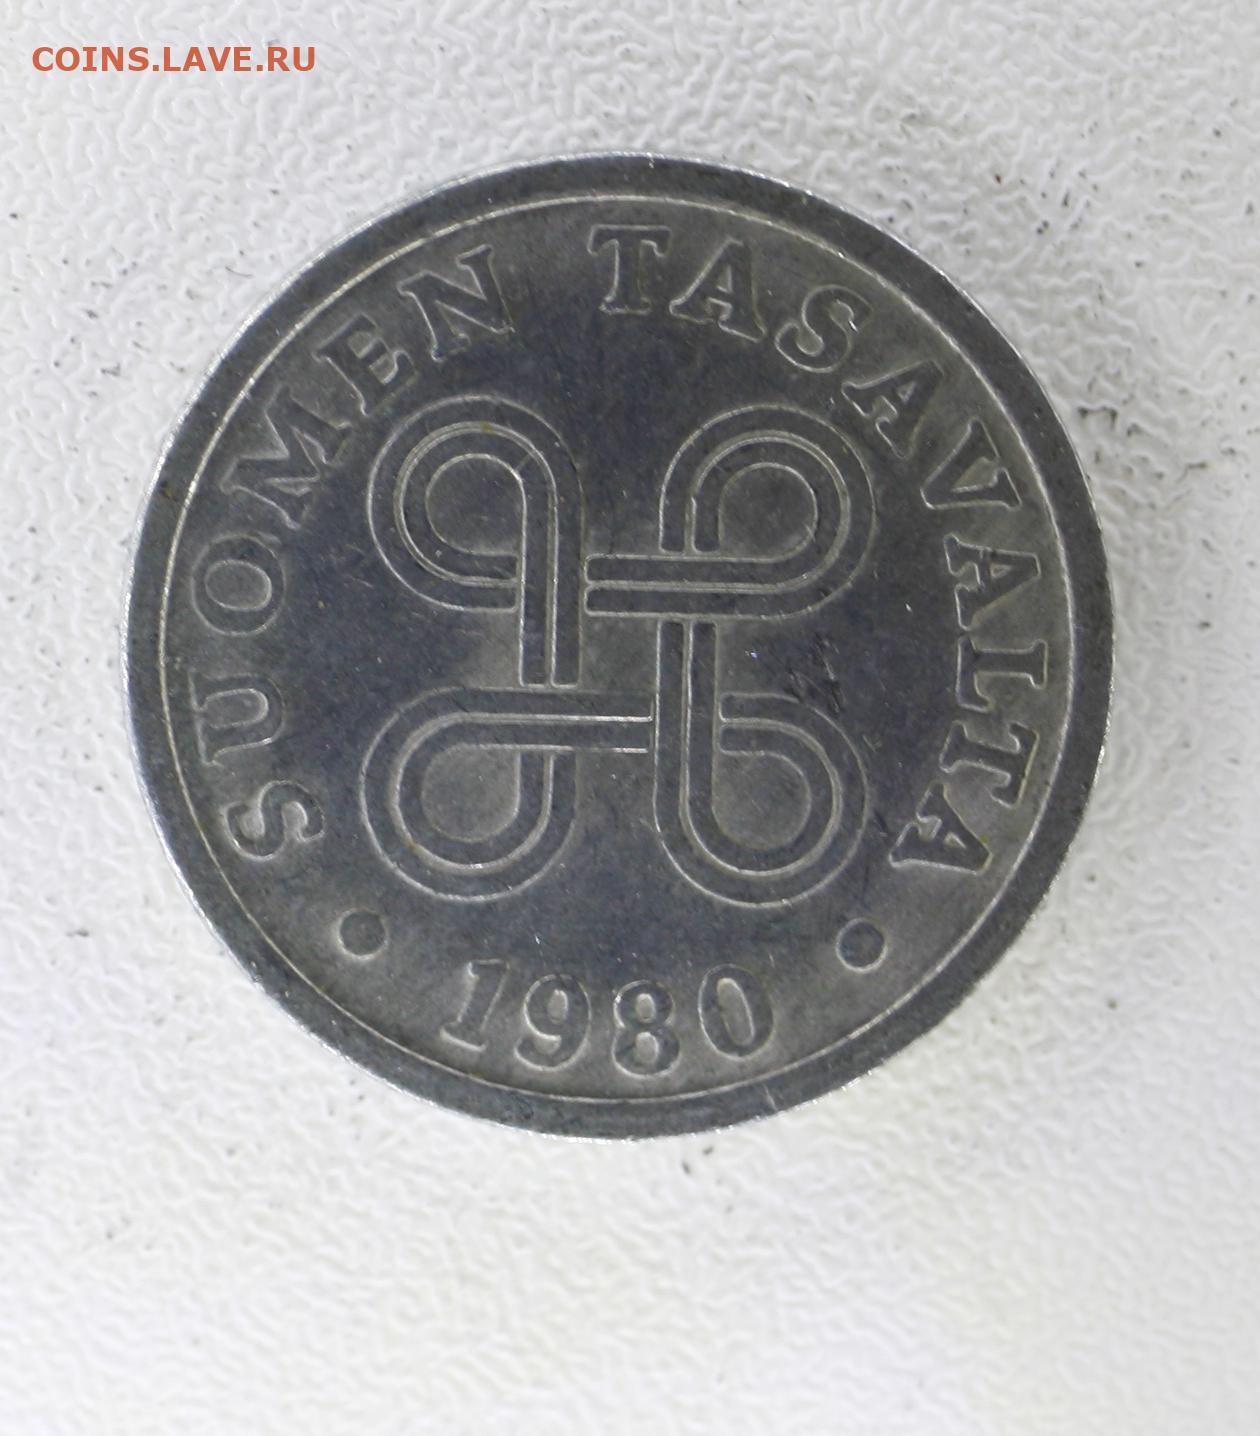 COINS.LAVE.RU
SUOMEN TASAVALTA
• 1980 •